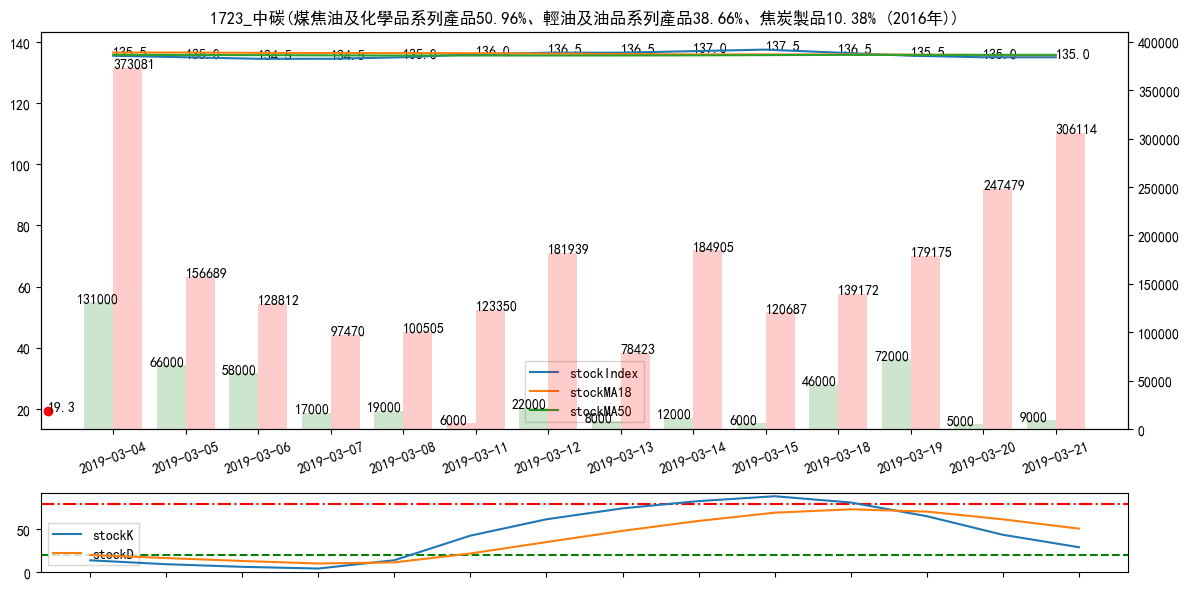 1723_中碳(煤焦油及化學品系列產品50.96%、輕油及油品系列產品38.66%、焦炭製品10.38% (2016年))
140
120
100
80
60
40
20
400000
350000
300000
250000
200000
150000
100000
50000
0
135.5 135.0 134.5 134.5 135.0 136.0 136.5 136.5 137.0 137.5 136.5 135.5 135.0 135.0
373081 156689 128812 97470 100505 123350 181939 78423 184905 120687 139172 179175 247479 306114
131000 66000 58000 17000 19000 6000 22000 8000 12000 6000 46000 72000 5000 9000
19.3
stockIndex
stockMA18
stockMA50
2019-03-04 2019-03-05 2019-03-06 2019-03-07 2019-03-08 2019-03-11 2019-03-12 2019-03-13 2019-03-14 2019-03-15 2019-03-18 2019-03-19 2019-03-20 2019-03-21
50
0
stockK
stockD